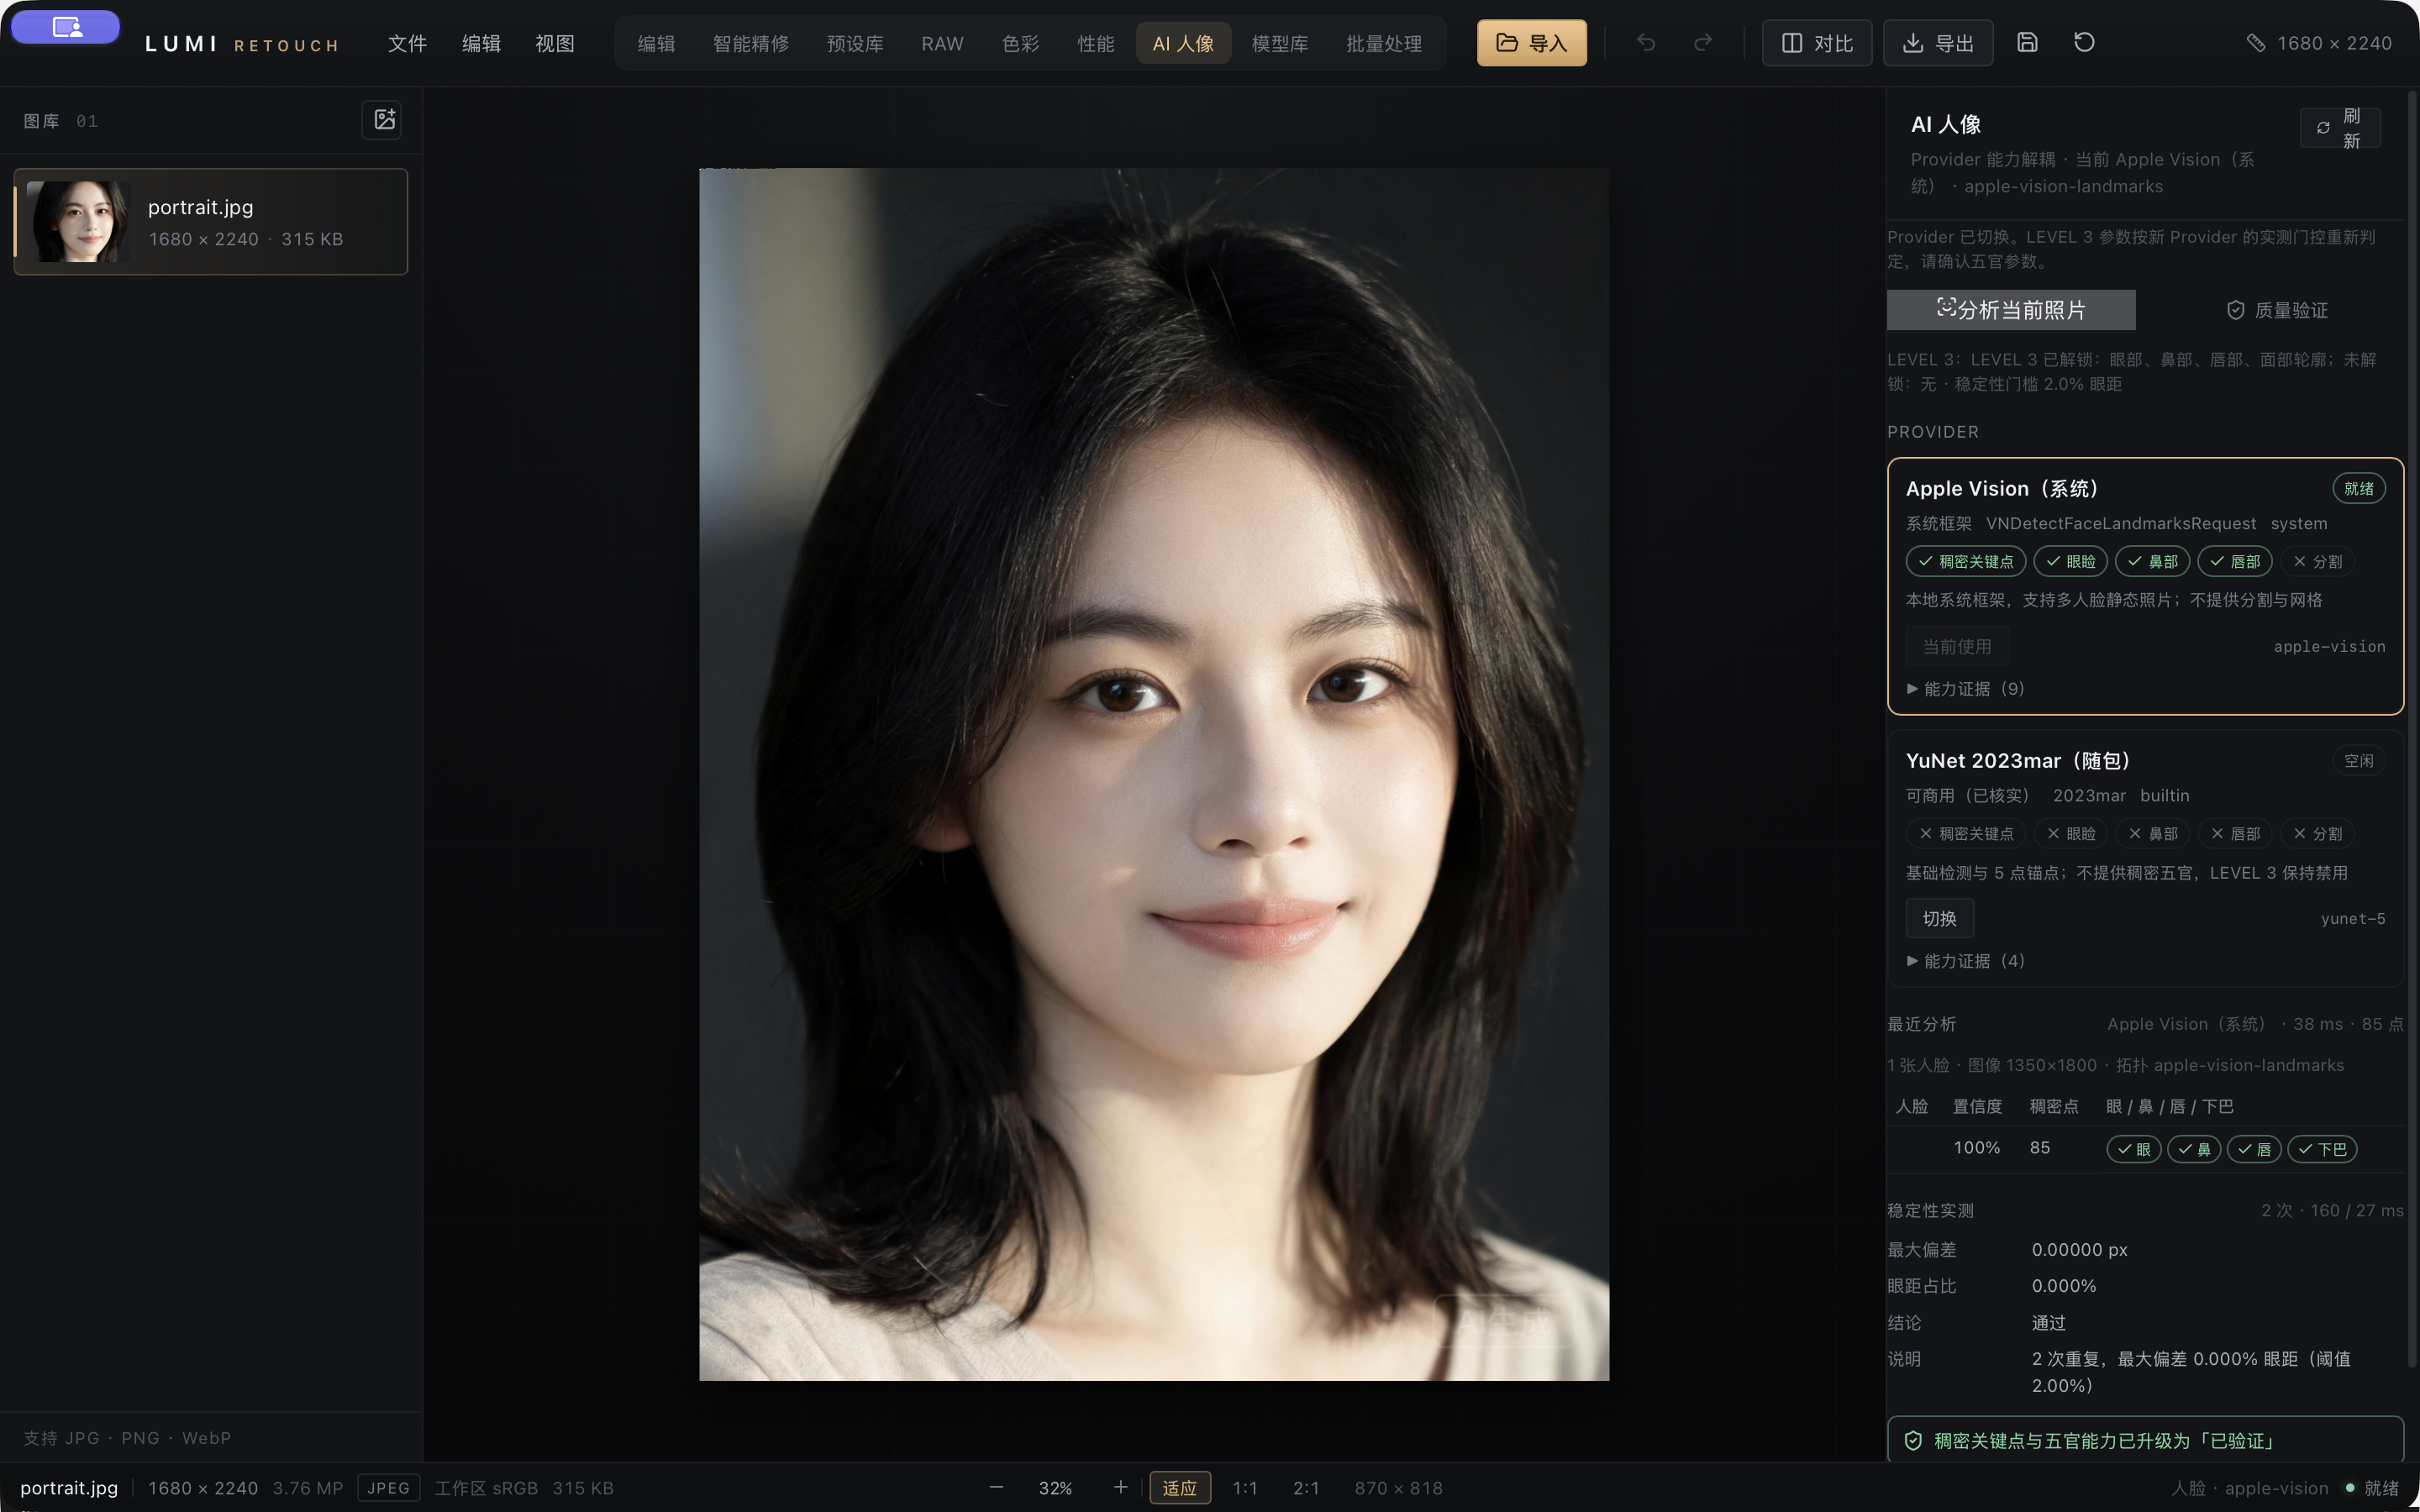 LUMI RETOUCH 文件 编辑 视图 编辑 智能精修 预设库 RAW 色彩 性能 AI 人像 模型库 批量处理 导入 对比 导出 1680 × 2240
图库 01
portrait.jpg
1680 × 2240 · 315 KB
支持 JPG · PNG · WebP
AI生成
AI 人像
刷新
Provider 能力解耦 · 当前 Apple Vision（系
统） · apple-vision-landmarks
Provider 已切换。LEVEL 3 参数按新 Provider 的实测门控重新判
定，请确认五官参数。
分析当前照片 质量验证
LEVEL 3：LEVEL 3 已解锁：眼部、鼻部、唇部、面部轮廓；未解
锁：无 · 稳定性门槛 2.0% 眼距
PROVIDER
Apple Vision（系统） 就绪
系统框架 VNDetectFaceLandmarksRequest system
稠密关键点 眼睑 鼻部 唇部 分割
本地系统框架，支持多人脸静态照片；不提供分割与网格
当前使用 apple-vision
能力证据（9）
YuNet 2023mar（随包） 空闲
可商用（已核实） 2023mar builtin
稠密关键点 眼睑 鼻部 唇部 分割
基础检测与 5 点锚点；不提供稠密五官，LEVEL 3 保持禁用
切换 yunet-5
能力证据（4）
最近分析 Apple Vision（系统） · 38 ms · 85 点
1 张人脸 · 图像 1350×1800 · 拓扑 apple-vision-landmarks
人脸 置信度 稠密点 眼 / 鼻 / 唇 / 下巴
100% 85 眼 鼻 唇 下巴
稳定性实测 2 次 · 160 / 27 ms
最大偏差 0.00000 px
眼距占比 0.000%
结论 通过
说明 2 次重复，最大偏差 0.000% 眼距（阈值
2.00%）
稠密关键点与五官能力已升级为「已验证」
portrait.jpg 1680 × 2240 3.76 MP JPEG 工作区 sRGB 315 KB 32% 适应 1:1 2:1 870 × 818 人脸 · apple-vision 就绪